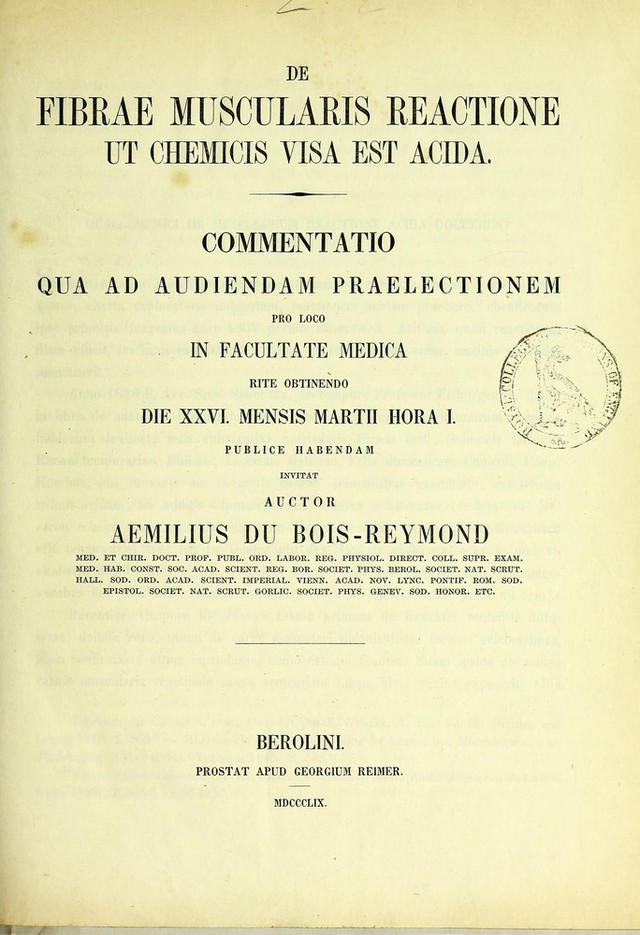 DE
FIBRAE MUSCULARIS REACTIONE
UT CHEMICIS VISA EST ACIDA.
COMMENTATIO
QUA AD AUDIENDAM PRAELECTIONEM
PRO LOCO
IN FACULTATE MEDICA
RITE OBTINENDO
DIE XXVI. MENSIS MARTII HORA I.
PUBLICE HABENDAM
INVITAT
AUCTOR
AEMILIUS DU BOIS-REYMOND
MED. ET CHIR. DOCT. PROF. PUBL. ORD. LABOR. REG. PHYSIOL. DIRECT. COLL. SUPR. EXAM.
MED. HAB. CONST. SOC. ACAD. SCIENT. REG. BOR. SOCIET. PHYS. BEROL. SOCIET. NAT. SCRUT.
HALL. SOD. ORD. ACAD. SCIENT. IMPERIAL. VIENN. ACAD. NOV. LYNC. PONTIF. ROM. SOD.
EPISTOL. SOCIET. NAT. SCRUT. GORLIC. SOCIET. PHYS. GENEV. SOD. HONOR. ETC.
BEROLINI.
PROSTAT APUD GEORGIUM REIMER.
MDCCCLIX.
ROYAL COLLEGE
OF ENGLAND